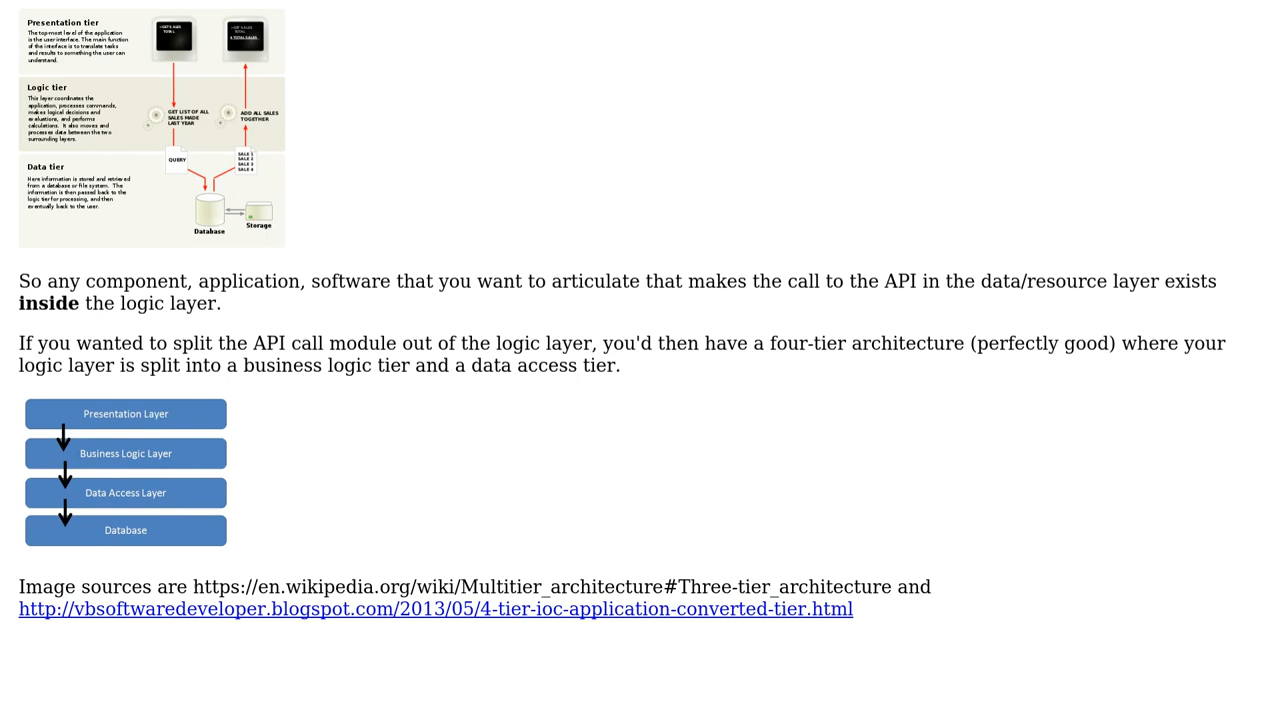 Presentation tier
The top-most level of the application
is the user interface. The main function
of the interface is to translate tasks
and results to something the user can
understand.
>GET SALES
TOTAL
>GET SALES
TOTAL
4 TOTAL SALES
Logic tier
This layer coordinates the
application, processes commands,
makes logical decisions and
evaluations, and performs
calculations. It also moves and
processes data between the two
surrounding layers.
GET LIST OF ALL
SALES MADE
LAST YEAR
ADD ALL SALES
TOGETHER
Data tier
Here information is stored and retrieved
from a database or file system. The
information is then passed back to the
logic tier for processing, and then
eventually back to the user.
QUERY
SALE 1
SALE 2
SALE 3
SALE 4
Database
Storage
So any component, application, software that you want to articulate that makes the call to the API in the data/resource layer exists
inside the logic layer.
If you wanted to split the API call module out of the logic layer, you'd then have a four-tier architecture (perfectly good) where your
logic layer is split into a business logic tier and a data access tier.
Presentation Layer
Business Logic Layer
Data Access Layer
Database
Image sources are https://en.wikipedia.org/wiki/Multitier_architecture#Three-tier_architecture and
http://vbsoftwaredeveloper.blogspot.com/2013/05/4-tier-ioc-application-converted-tier.html